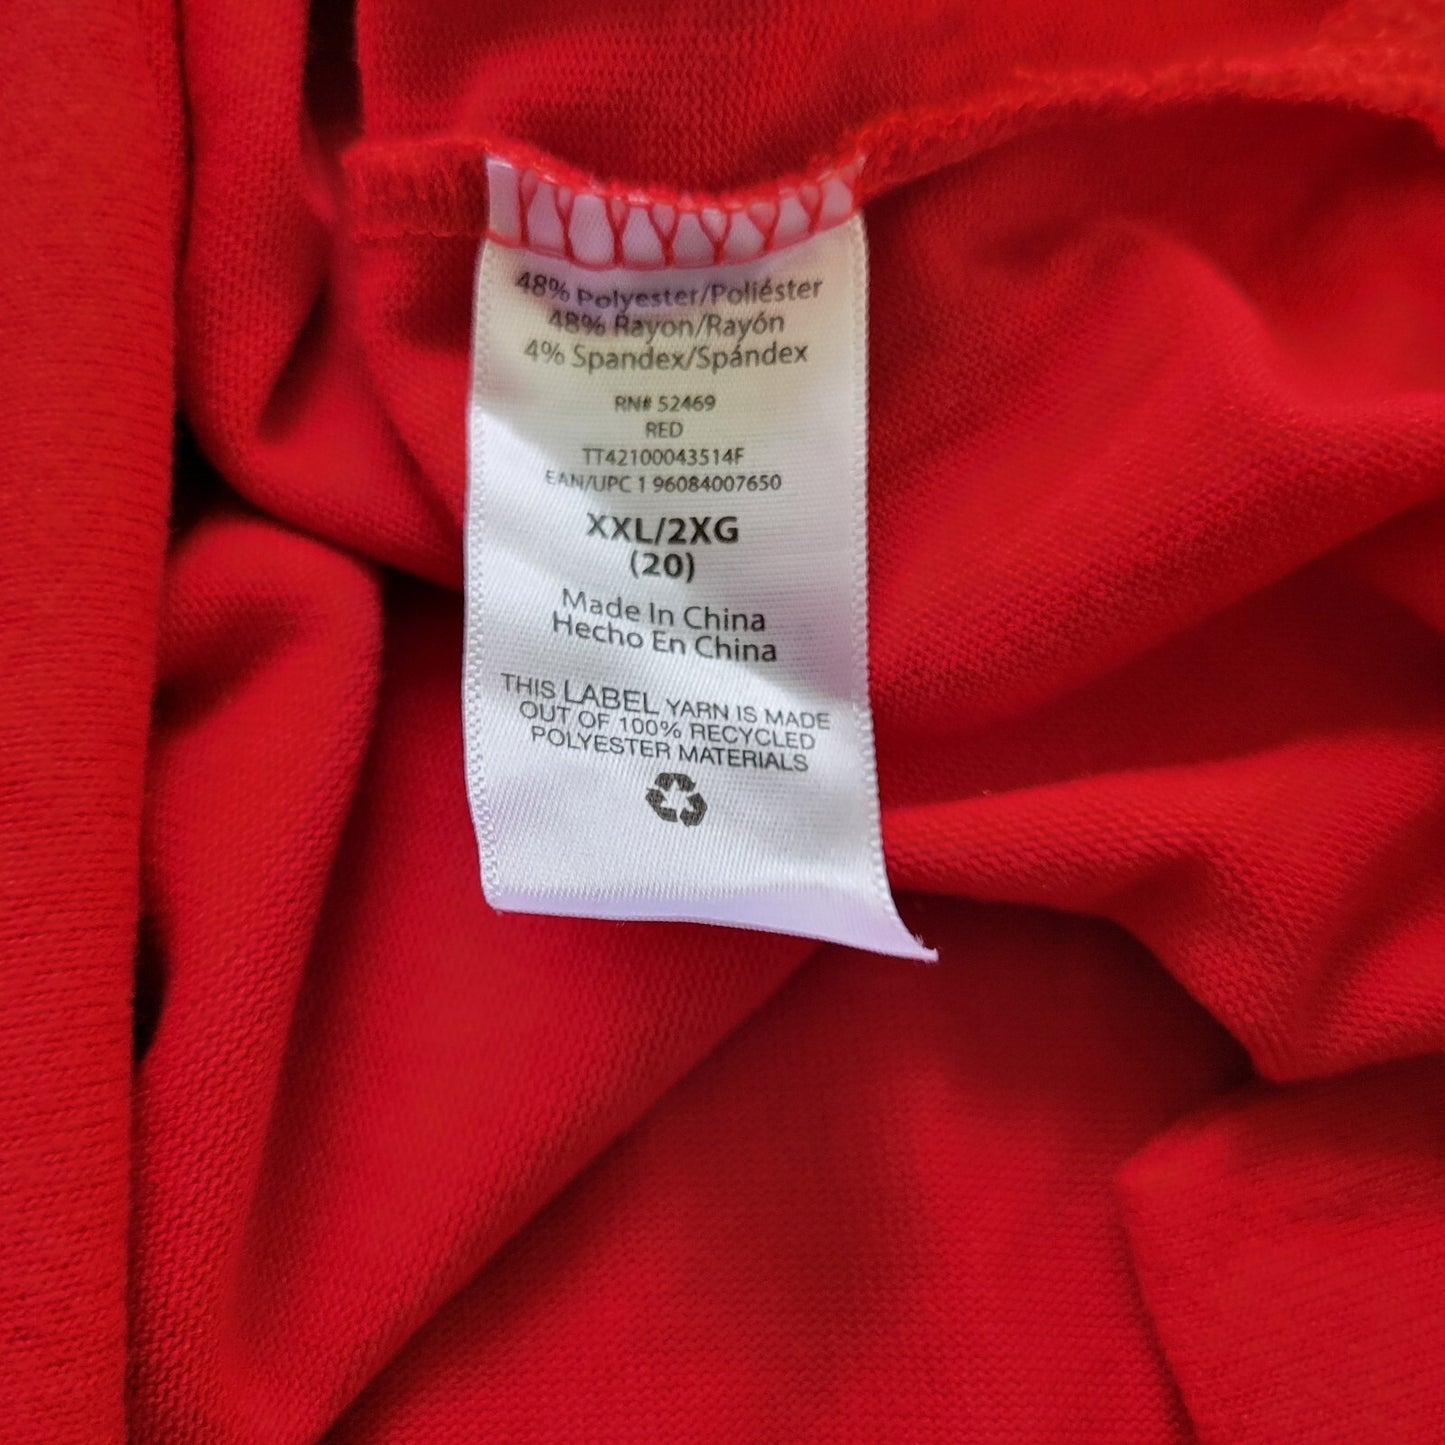 48% Polyester/Poliéster
48% Rayon/Rayón
4% Spandex/Spándex
RN# 52469
RED
TT42100043514F
EAN/UPC 1 96084007650
XXL/2XG
(20)
Made In China
Hecho En China
THIS LABEL YARN IS MADE
OUT OF 100% RECYCLED
POLYESTER MATERIALS